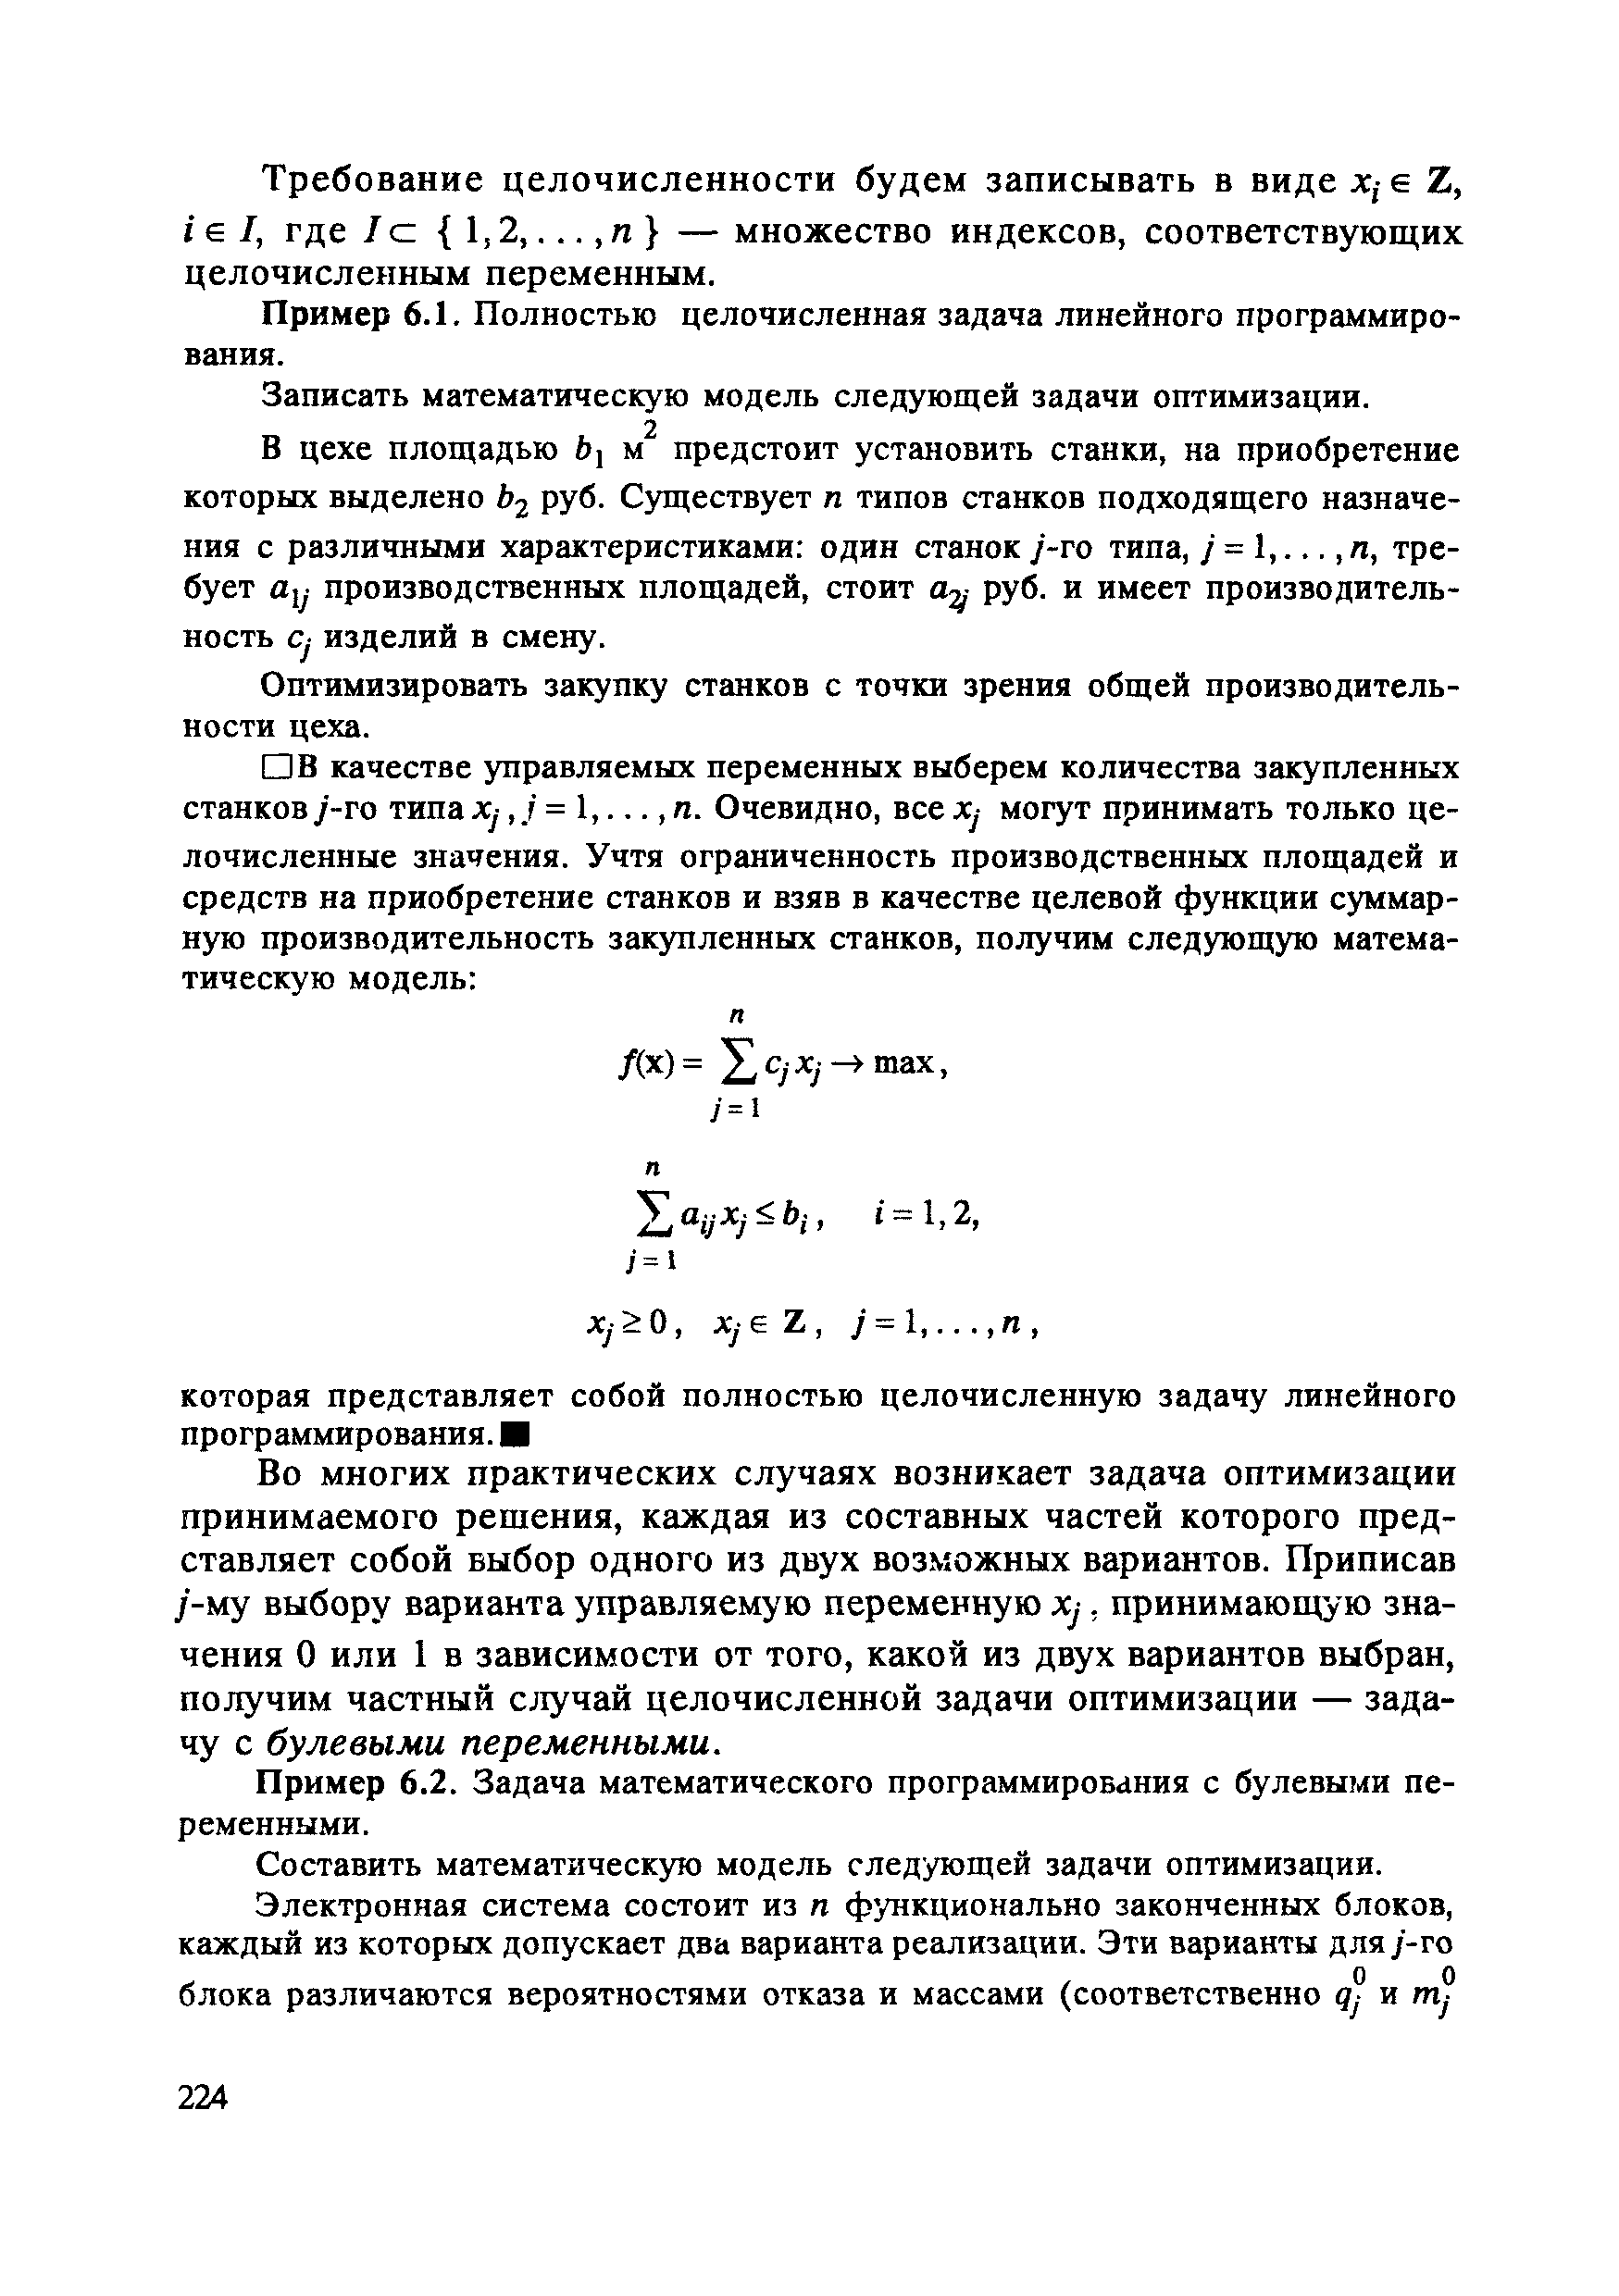 Требование целочисленности будем записывать в виде xᵢ ∈ Z,
i ∈ I, где I ⊂ { 1,2,...,n } — множество индексов, соответствующих
целочисленным переменным.
Пример 6.1. Полностью целочисленная задача линейного программиро-
вания.
Записать математическую модель следующей задачи оптимизации.
В цехе площадью b₁ м² предстоит установить станки, на приобретение
которых выделено b₂ руб. Существует n типов станков подходящего назначе-
ния с различными характеристиками: один станок j-го типа, j = 1,...,n, тре-
бует a₁ⱼ производственных площадей, стоит a₂ⱼ руб. и имеет производитель-
ность cⱼ изделий в смену.
Оптимизировать закупку станков с точки зрения общей производитель-
ности цеха.
□В качестве управляемых переменных выберем количества закупленных
станков j-го типа xⱼ , j = 1,...,n. Очевидно, все xⱼ могут принимать только це-
лочисленные значения. Учтя ограниченность производственных площадей и
средств на приобретение станков и взяв в качестве целевой функции суммар-
ную производительность закупленных станков, получим следующую матема-
тическую модель:
n
f(x) = ∑ cⱼ xⱼ → max,
j = 1
n
∑ aᵢⱼ xⱼ ≤ bᵢ , i = 1, 2,
j = 1
xⱼ ≥ 0, xⱼ ∈ Z, j = 1,...,n ,
которая представляет собой полностью целочисленную задачу линейного
программирования.■
Во многих практических случаях возникает задача оптимизации
принимаемого решения, каждая из составных частей которого пред-
ставляет собой выбор одного из двух возможных вариантов. Приписав
j-му выбору варианта управляемую переменную xⱼ , принимающую зна-
чения 0 или 1 в зависимости от того, какой из двух вариантов выбран,
получим частный случай целочисленной задачи оптимизации — зада-
чу с булевыми переменными.
Пример 6.2. Задача математического программирования с булевыми пе-
ременными.
Составить математическую модель следующей задачи оптимизации.
Электронная система состоит из n функционально законченных блоков,
каждый из которых допускает два варианта реализации. Эти варианты для j-го
блока различаются вероятностями отказа и массами (соответственно qⱼ⁰ и mⱼ⁰
224